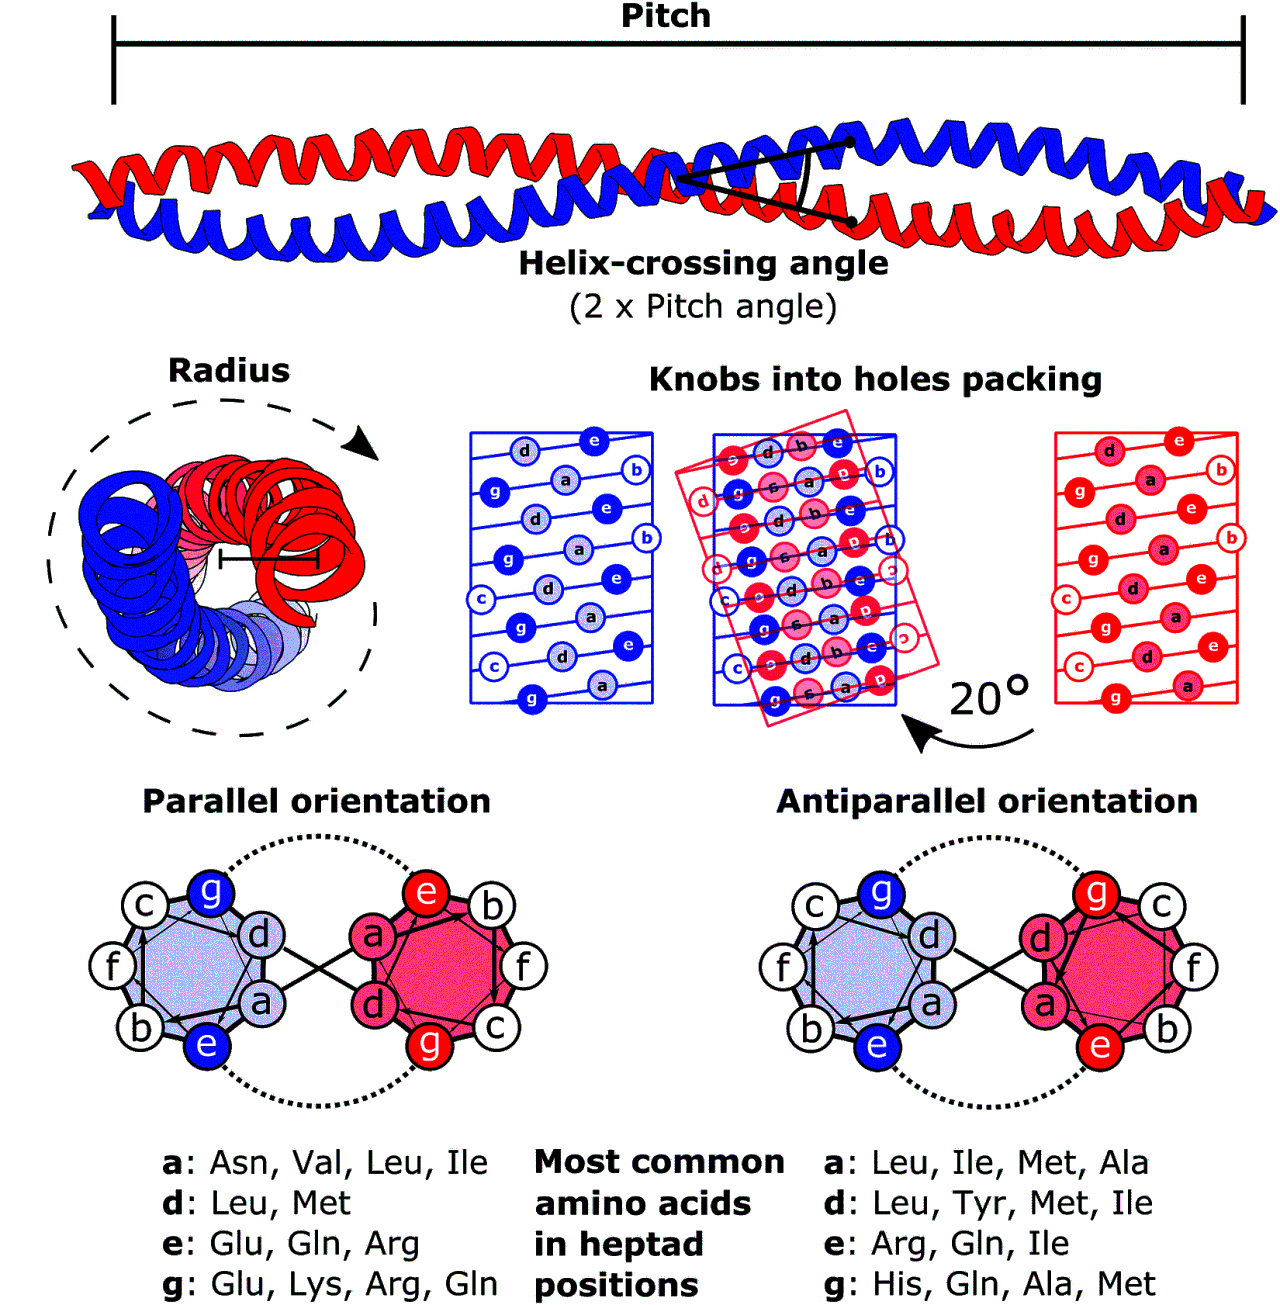 Pitch
Helix-crossing angle
(2 x Pitch angle)
Radius
Knobs into holes packing
d e
g a b
d e
g a b
c d e
g a
c d e
g a
e d b e
b g a a g b
e d b e
b g a a g b
c e d b e c
g a a g
c e d b e c
g a a g
20°
d e
g a b
d e
g a b
c d e
g a
c d e
g a
Parallel orientation
Antiparallel orientation
c g d f a b e
e b a f d c g
c g d f a b e
g c d f a b e
a: Asn, Val, Leu, Ile
d: Leu, Met
e: Glu, Gln, Arg
g: Glu, Lys, Arg, Gln
Most common
amino acids
in heptad
positions
a: Leu, Ile, Met, Ala
d: Leu, Tyr, Met, Ile
e: Arg, Gln, Ile
g: His, Gln, Ala, Met